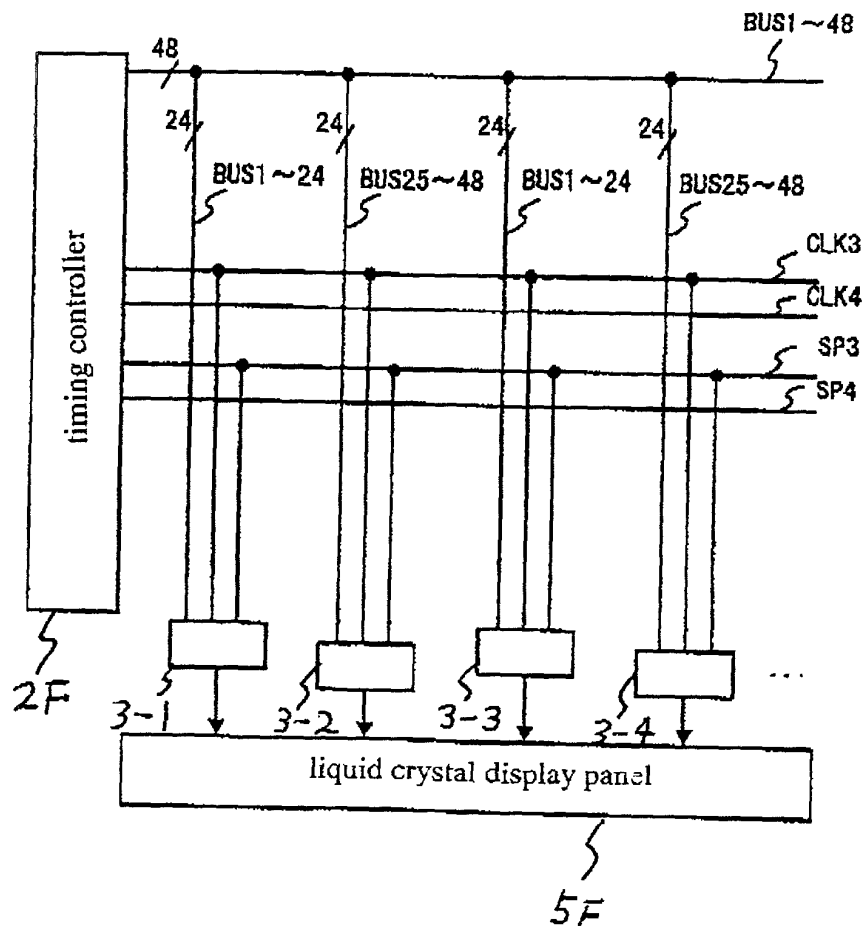 BUS1~48
48
24
24
24
24
BUS1~24
BUS25~48
BUS1~24
BUS25~48
CLK3
CLK4
SP3
SP4
timing controller
2F
3-1
3-2
3-3
3-4
...
liquid crystal display panel
5F